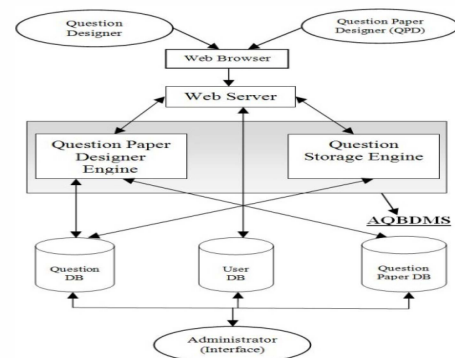 Question
Designer
Question Paper
Designer (QPD)
Web Browser
Web Server
Question Paper
Designer
Engine
Question
Storage Engine
AQBDMS
Question
DB
User
DB
Question
Paper DB
Administrator
(Interface)